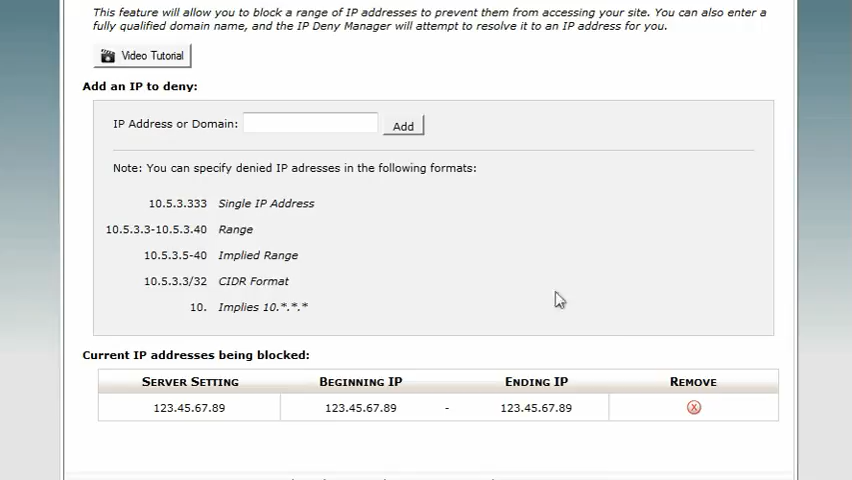 This feature will allow you to block a range of IP addresses to prevent them from accessing your site. You can also enter a
fully qualified domain name, and the IP Deny Manager will attempt to resolve it to an IP address for you.
Video Tutorial
Add an IP to deny:
IP Address or Domain: Add
Note: You can specify denied IP adresses in the following formats:
10.5.3.333 Single IP Address
10.5.3.3-10.5.3.40 Range
10.5.3.5-40 Implied Range
10.5.3.3/32 CIDR Format
10. Implies 10.*.*.*
Current IP addresses being blocked:
SERVER SETTING BEGINNING IP ENDING IP REMOVE
123.45.67.89 123.45.67.89 - 123.45.67.89